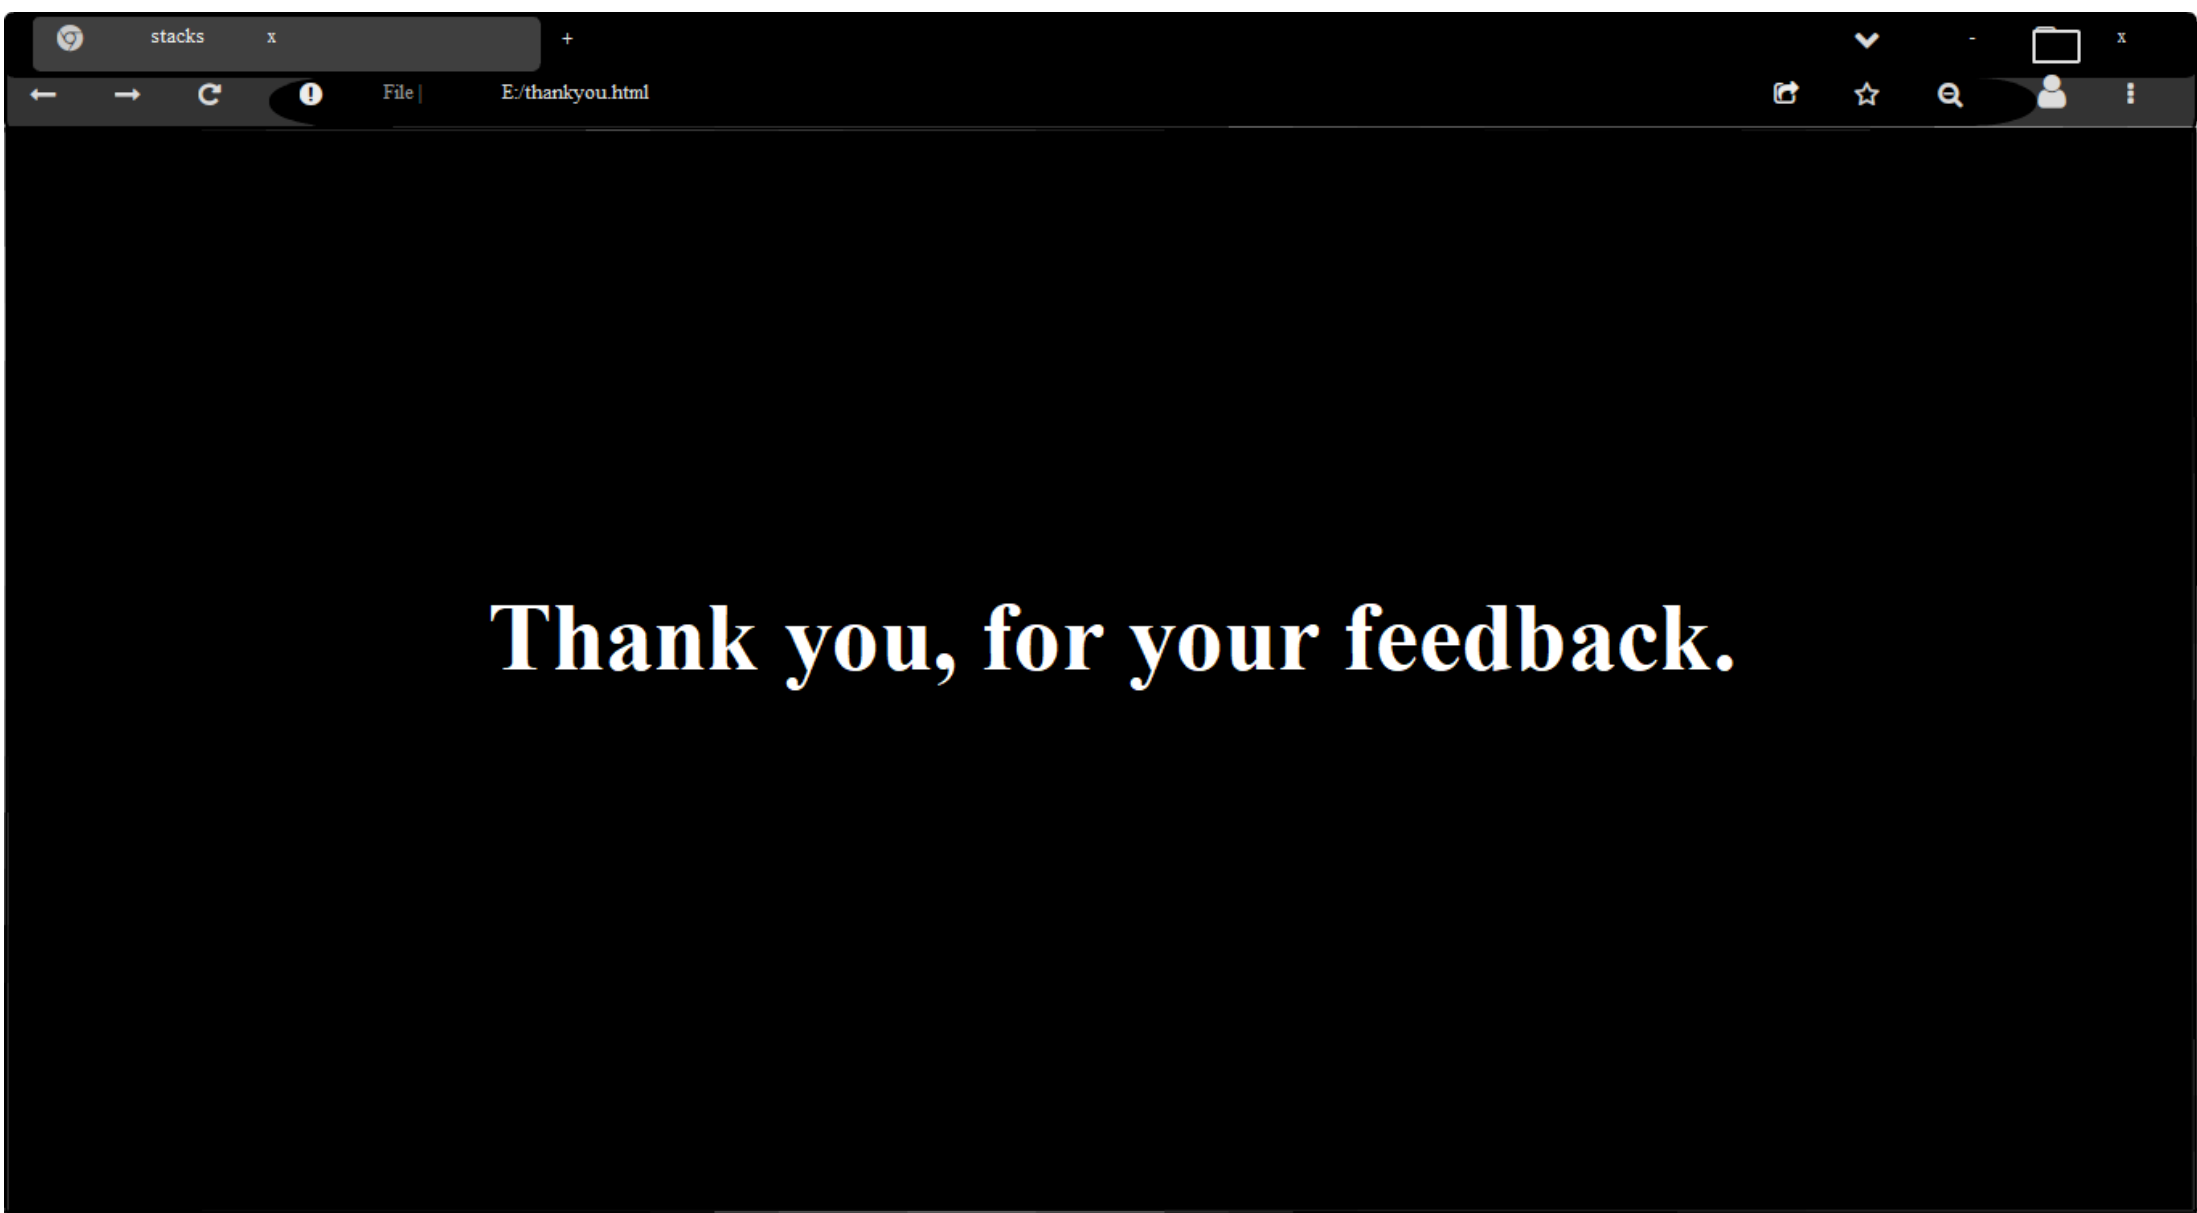 stacks x + - x
File | E:/thankyou.html
Thank you, for your feedback.